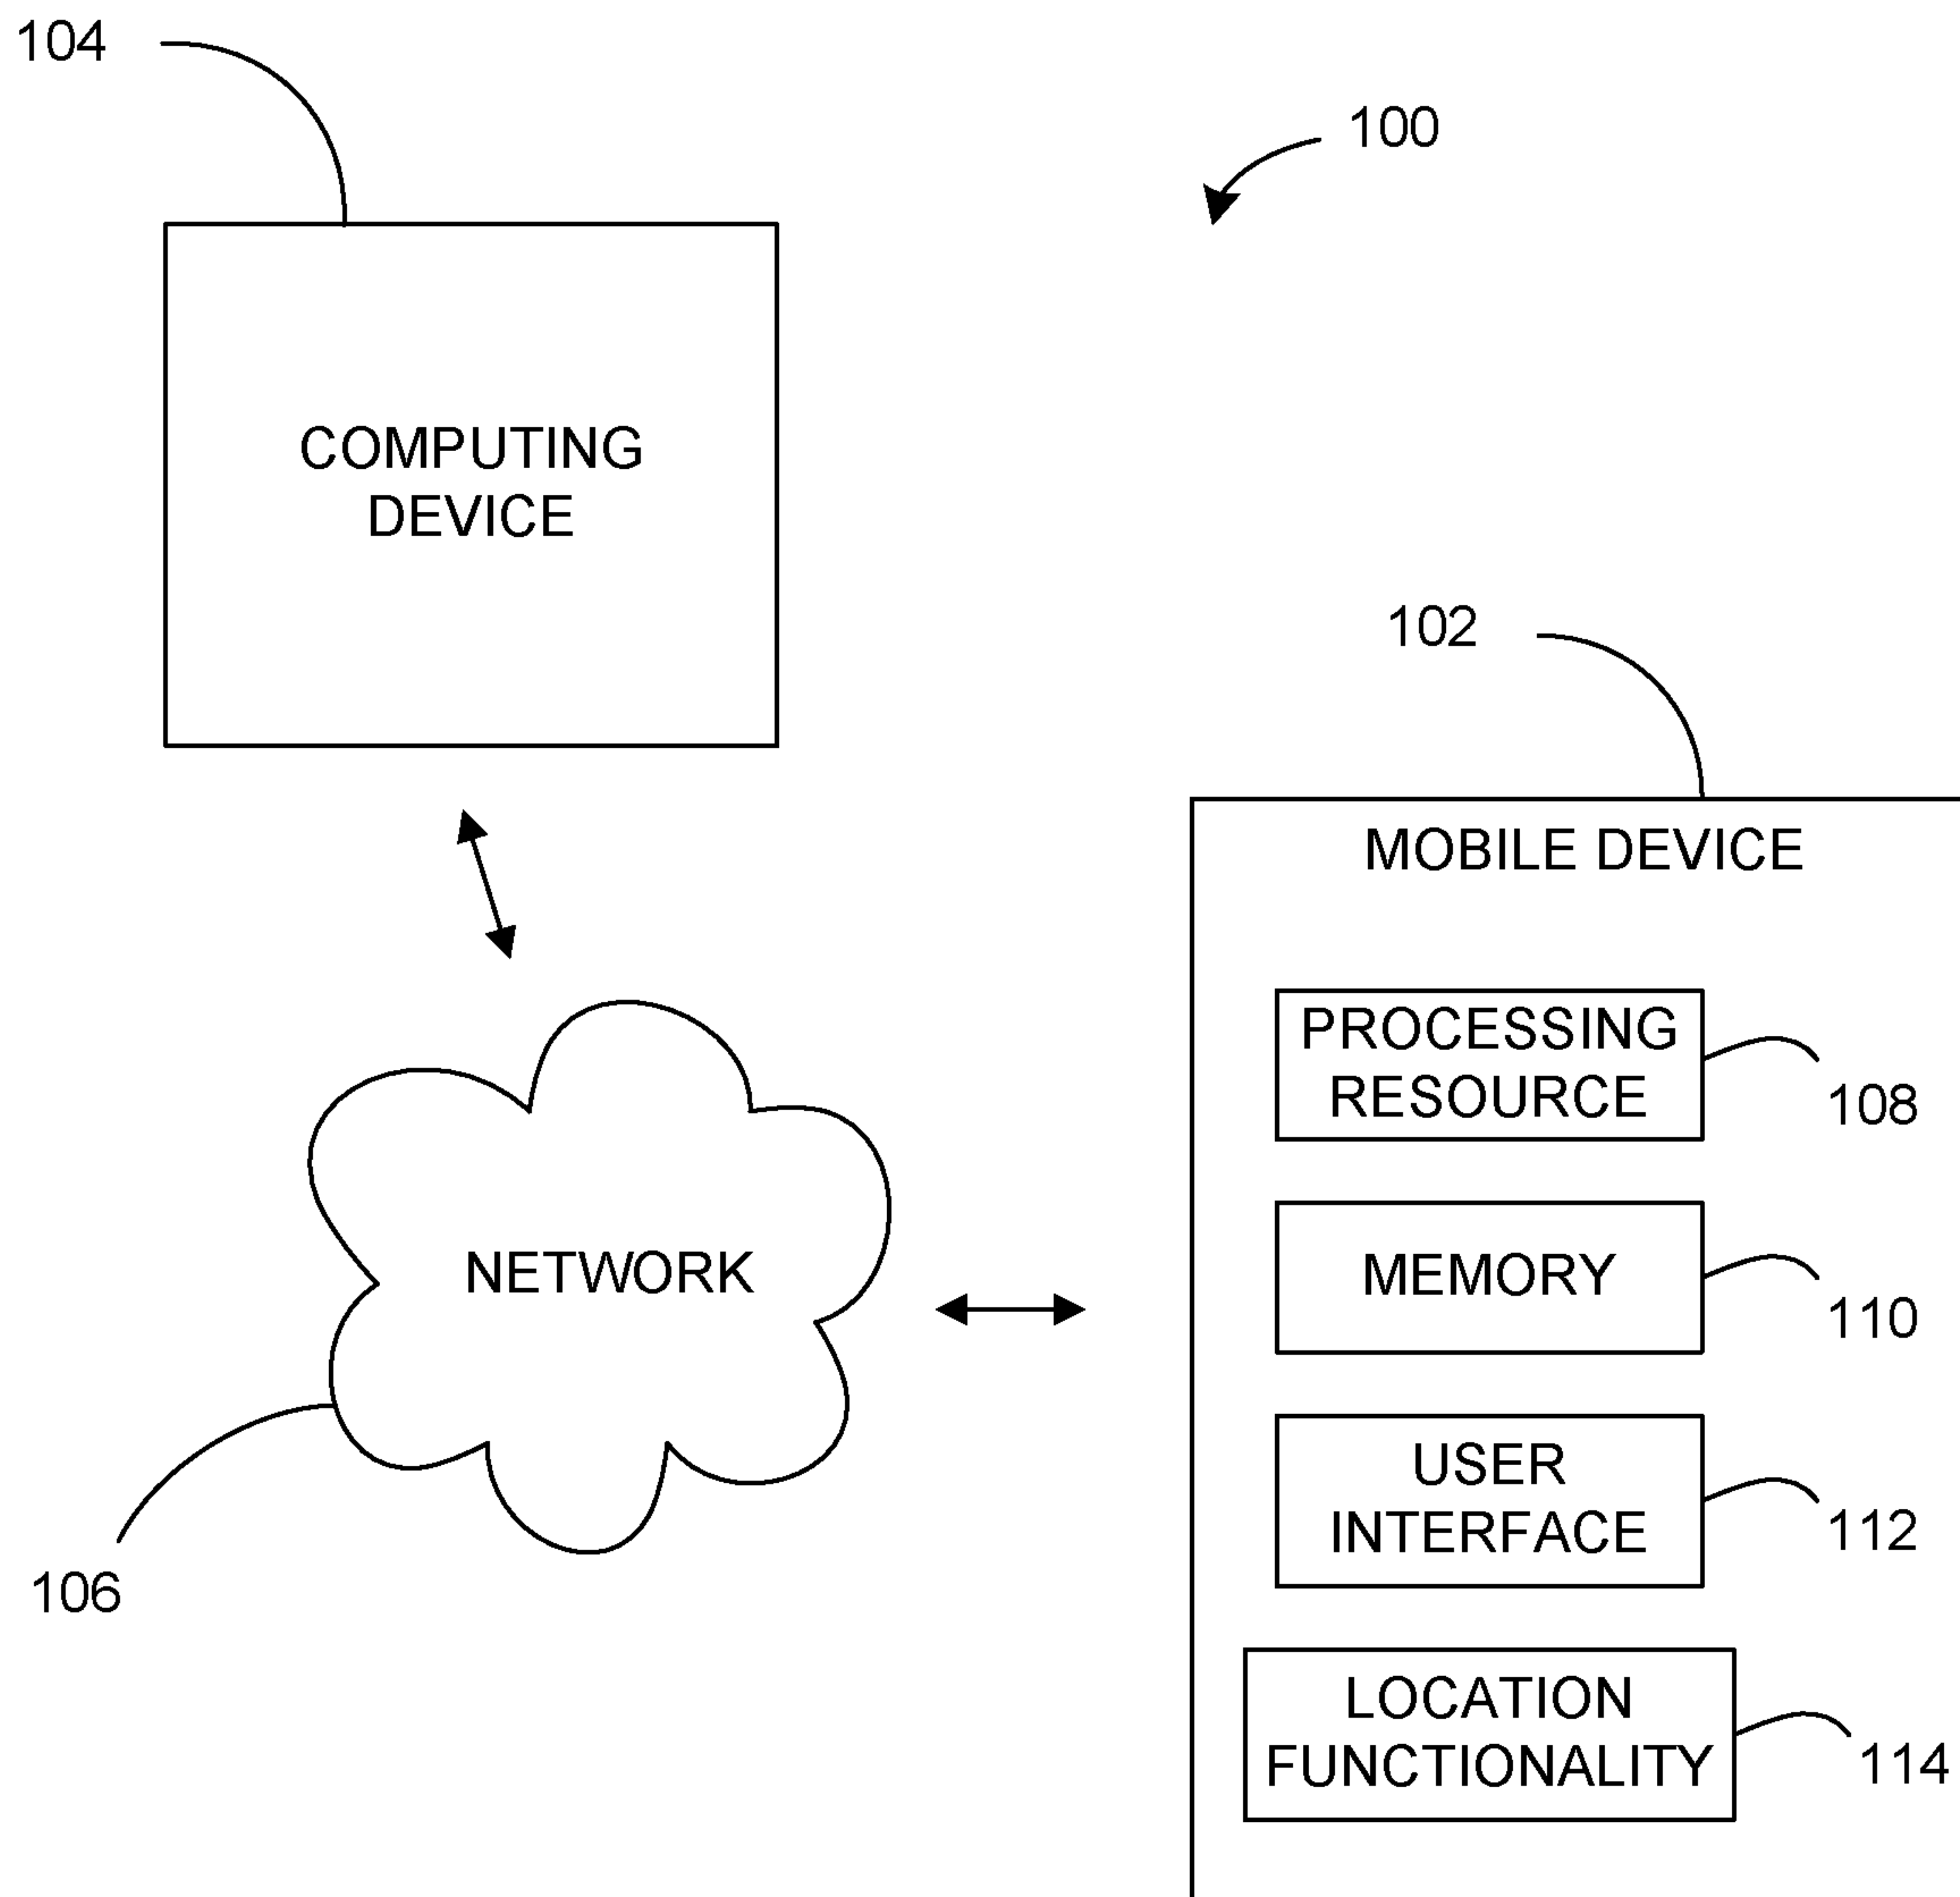 104
100
COMPUTING
DEVICE
102
MOBILE DEVICE
PROCESSING
RESOURCE
108
NETWORK
MEMORY
110
USER
INTERFACE
112
106
LOCATION
FUNCTIONALITY
114